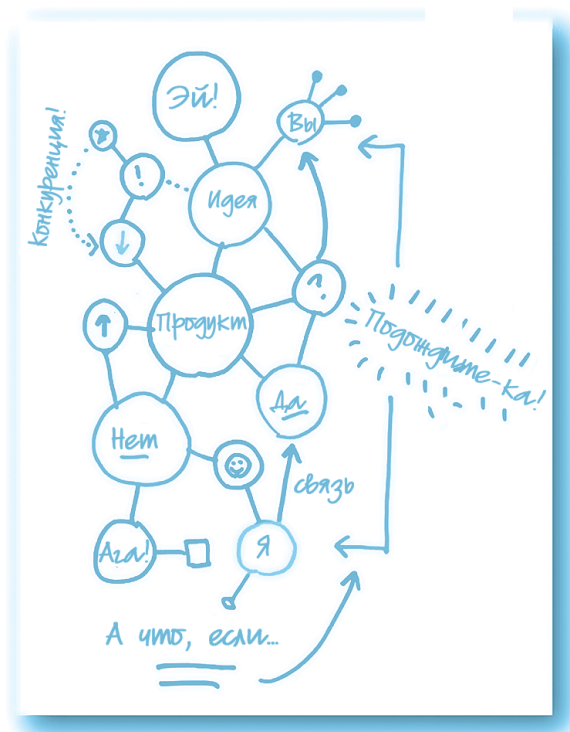 Эй!
Вы
Конкуренция!
!
Идея
?
Продукт
Подождите-ка!
Да
Нет
связь
Ага!
Я
А что, если...